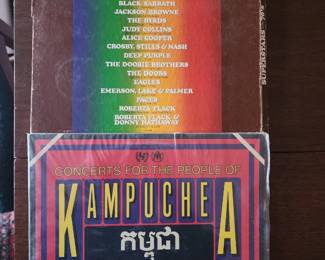 BLACK SABBATH
JACKSON BROWNE
THE BYRDS
JUDY COLLINS
ALICE COOPER
CROSBY, STILLS & NASH
DEEP PURPLE
THE DOOBIE BROTHERS
THE DOORS
EAGLES
EMERSON, LAKE & PALMER
FACES
ROBERTA FLACK
ROBERTA FLACK &
DONNY HATHAWAY
SUPERSTARS 70's
CONCERTS FOR THE PEOPLE OF
KAMPUCHEA
កម្ពុជា